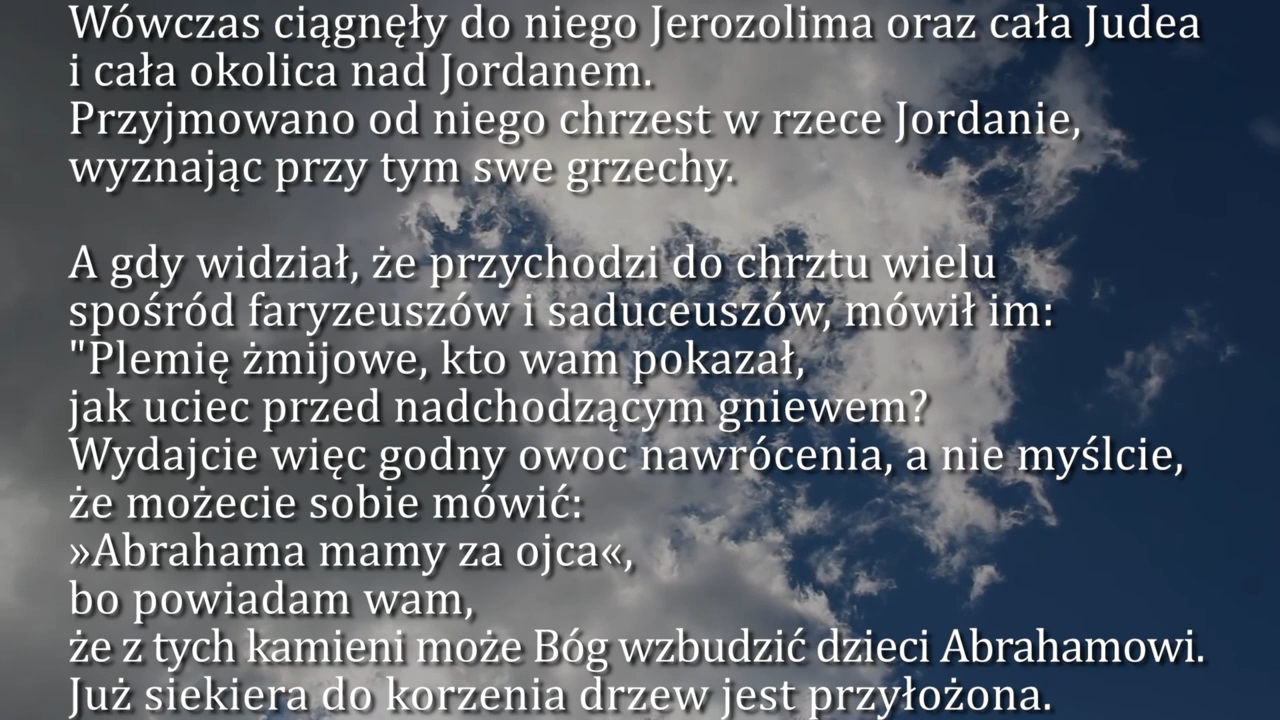 Wówczas ciągnęły do niego Jerozolima oraz cała Judea
i cała okolica nad Jordanem.
Przyjmowano od niego chrzest w rzece Jordanie,
wyznając przy tym swe grzechy.
A gdy widział, że przychodzi do chrztu wielu
spośród faryzeuszów i saduceuszów, mówił im:
"Plemię żmijowe, kto wam pokazał,
jak uciec przed nadchodzącym gniewem?
Wydajcie więc godny owoc nawrócenia, a nie myślcie,
że możecie sobie mówić:
»Abrahama mamy za ojca«,
bo powiadam wam,
że z tych kamieni może Bóg wzbudzić dzieci Abrahamowi.
Już siekiera do korzenia drzew jest przyłożona.